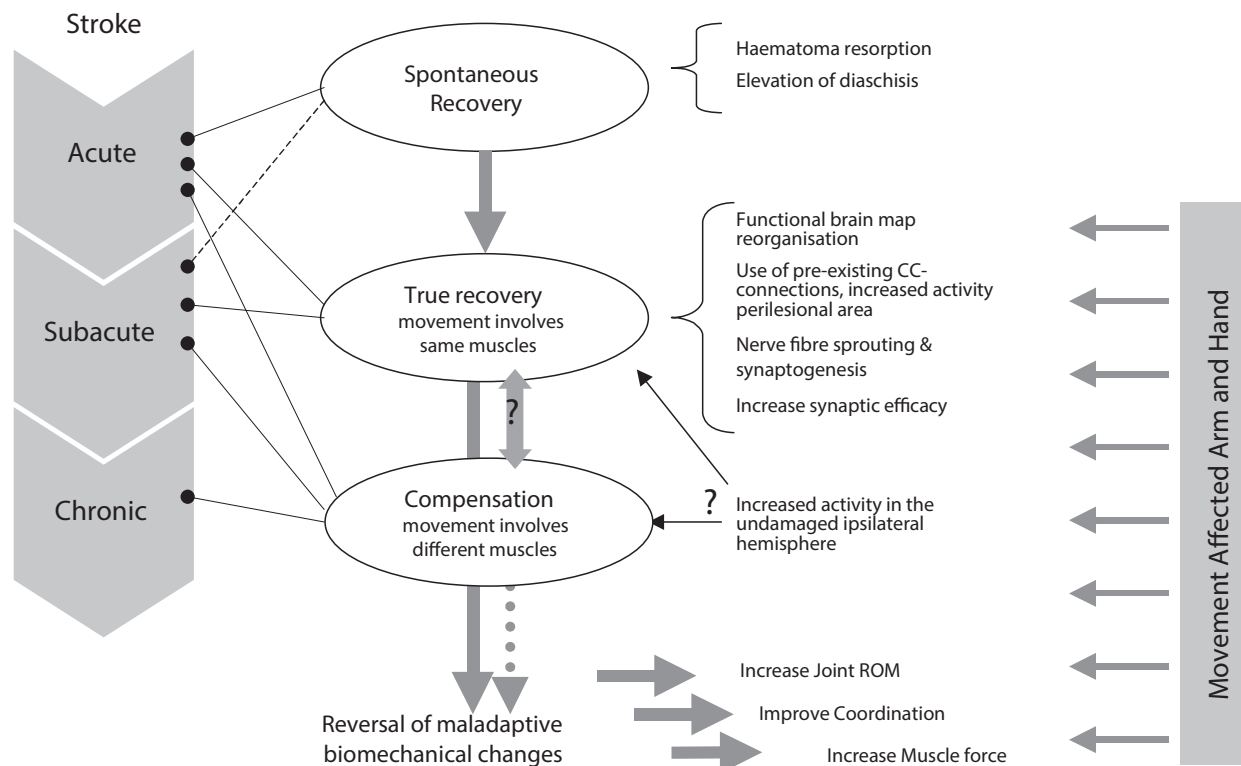 Stroke
Acute
Subacute
Chronic
Spontaneous
Recovery
Haematoma resorption
Elevation of diaschisis
True recovery
movement involves
same muscles
Functional brain map
reorganisation
Use of pre-existing CC-
connections, increased activity
perilesional area
Nerve fibre sprouting &
synaptogenesis
Increase synaptic efficacy
?
Compensation
movement involves
different muscles
?
Increased activity in the
undamaged ipsilateral
hemisphere
Reversal of maladaptive
biomechanical changes
Increase Joint ROM
Improve Coordination
Increase Muscle force
Movement Affected Arm and Hand